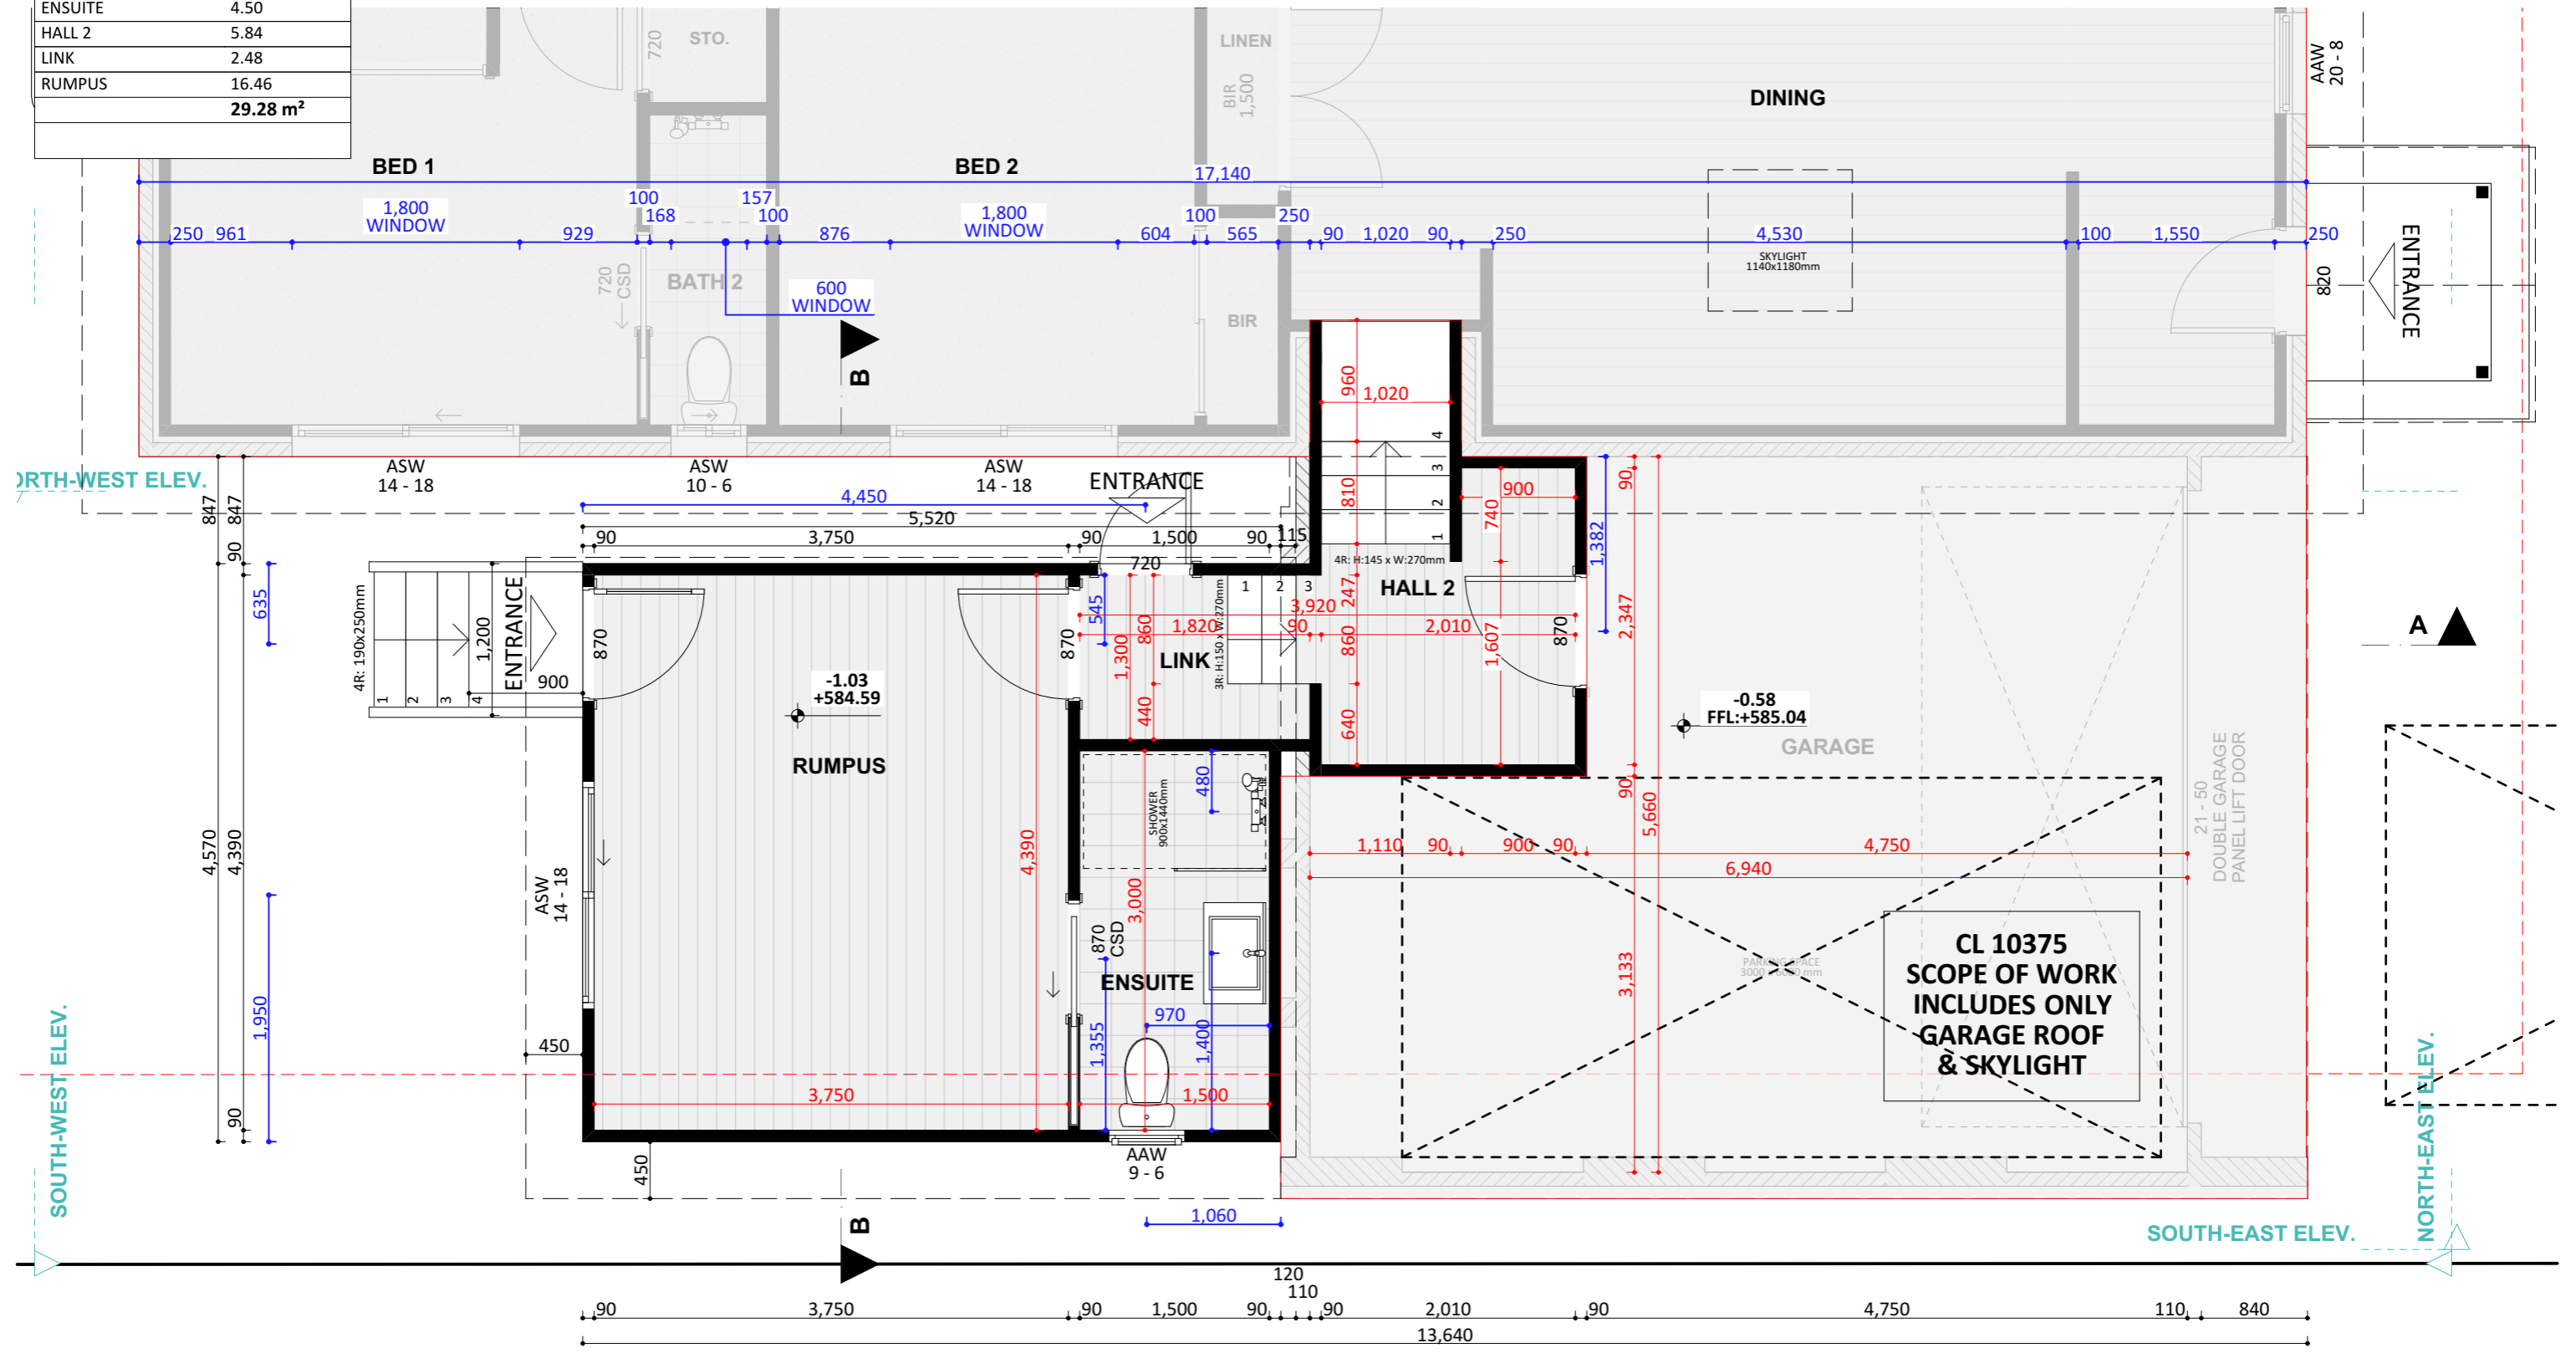 ENSUITE 4.50
HALL 2 5.84
LINK 2.48
RUMPUS 16.46
29.28 m²
STO.
720
LINEN
BIR
1,500
DINING
AAW
20 - 8
BED 1
BED 2
17,140
1,800
WINDOW
100
168
157
100
1,800
WINDOW
100
250
250 961
929
876
604
565
90 1,020 90
250
4,530
100
1,550
250
SKYLIGHT
1140x1180mm
720
CSD
BATH 2
600
WINDOW
BIR
820
ENTRANCE
B
960
1,020
ORTH-WEST ELEV.
ASW
14 - 18
ASW
10 - 6
ASW
14 - 18
ENTRANCE
4,450
5,520
90
3,750
90
1,500
90
115
720
847
847
90
810
4
3
2
1
900
740
90
1,382
4R: H:145 x W:270mm
HALL 2
635
4R: 190x250mm
1
2
3
4
1,200
900
ENTRANCE
870
870
545
1,300
860
440
1,820
90
3,920
2,010
LINK
1 2 3
3R: H:150 x W:270mm
247
860
640
1,607
870
2,347
A
-1.03
+584.59
RUMPUS
-0.58
FFL:+585.04
GARAGE
21 - 50
DOUBLE GARAGE
PANEL LIFT DOOR
480
SHOWER
900x1440mm
90
5,660
1,110
90
900
90
4,750
6,940
4,570
4,390
4,390
ASW
14 - 18
3,000
870
CSD
ENSUITE
3,133
PARKING SPACE
CL 10375
SCOPE OF WORK
INCLUDES ONLY
GARAGE ROOF
& SKYLIGHT
1,950
450
970
1,355
1,400
3,750
1,500
90
450
AAW
9 - 6
1,060
B
SOUTH-WEST ELEV.
NORTH-EAST ELEV.
SOUTH-EAST ELEV.
120
110
90
3,750
90
1,500
90
90
2,010
90
4,750
110
840
13,640